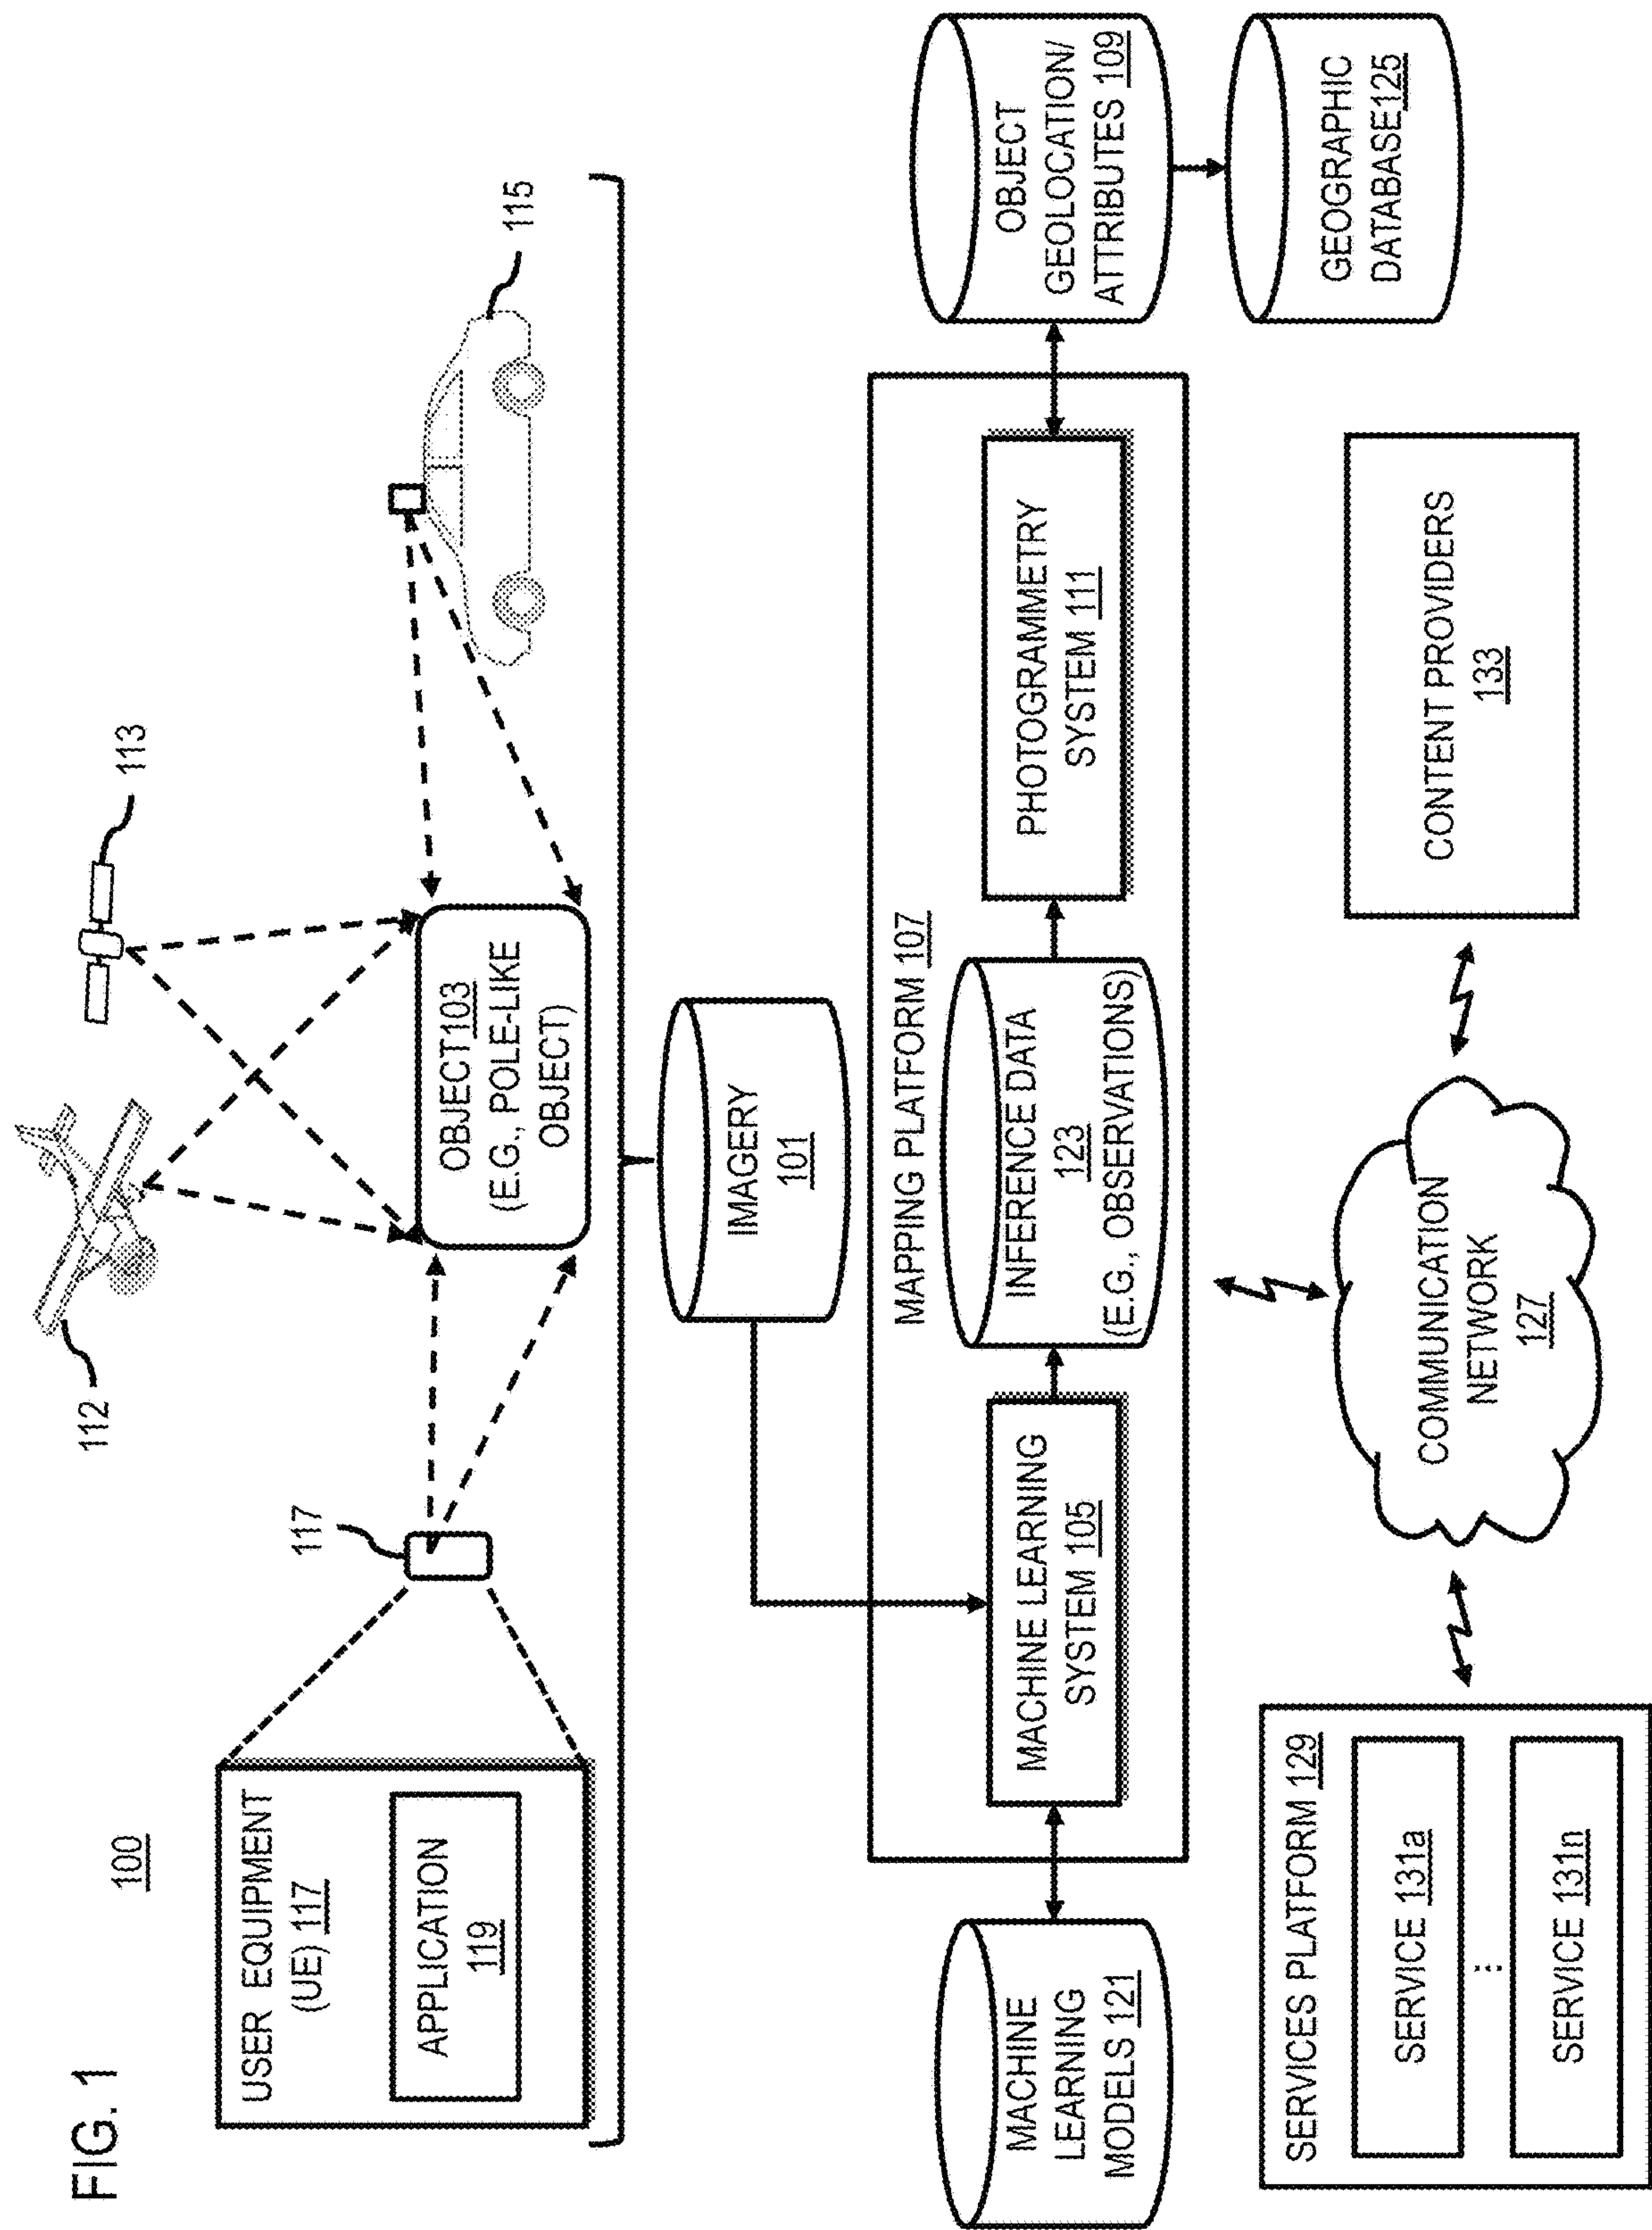 FIG. 1
100
112
113
115
117
USER EQUIPMENT
(UE) 117
APPLICATION
119
OBJECT103
(E.G., POLE-LIKE
OBJECT)
IMAGERY
101
MAPPING PLATFORM 107
MACHINE
LEARNING
MODELS 121
MACHINE LEARNING
SYSTEM 105
INFERENCE DATA
123
(E.G., OBSERVATIONS)
PHOTOGRAMMETRY
SYSTEM 111
OBJECT
GEOLOCATION/
ATTRIBUTES 109
GEOGRAPHIC
DATABASE125
SERVICES PLATFORM 129
SERVICE 131a
...
SERVICE 131n
COMMUNICATION
NETWORK
127
CONTENT PROVIDERS
133